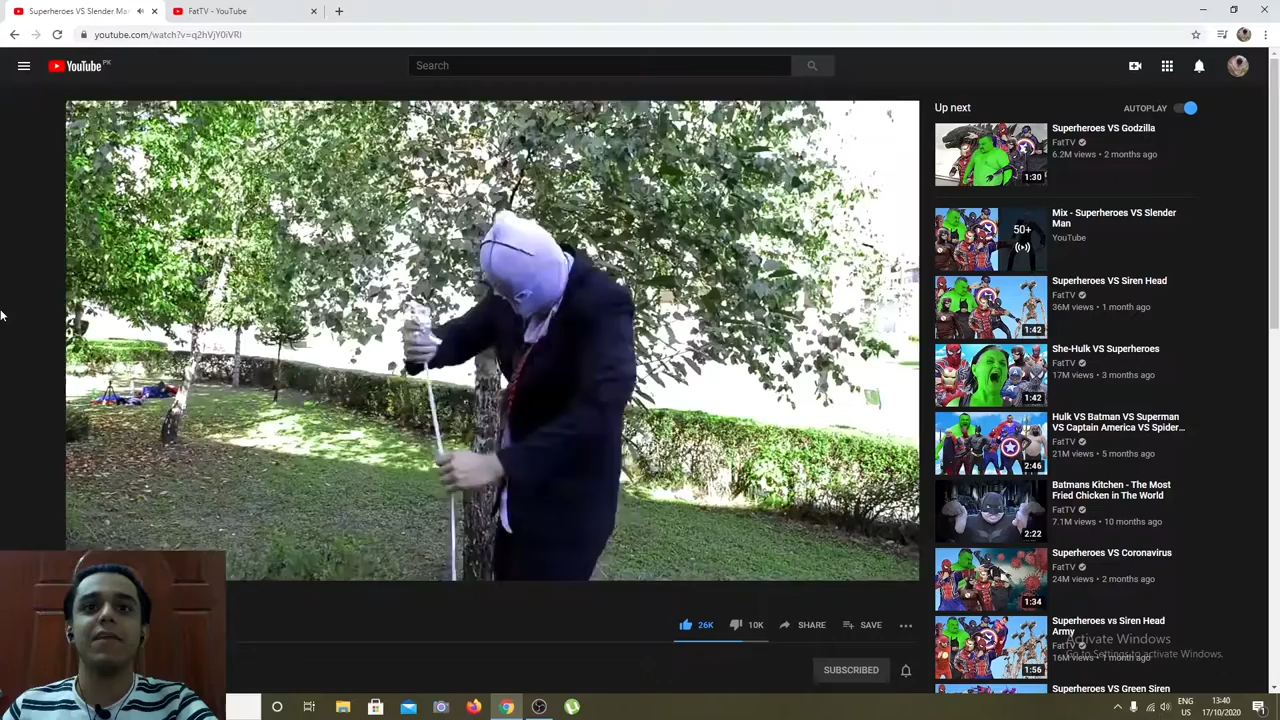 Superheroes VS Slender Man
FatTV - YouTube
youtube.com/watch?v=q2hVjY0iVRI
YouTube PK
Search
Up next
AUTOPLAY
Superheroes VS Godzilla
FatTV
6.2M views • 2 months ago
1:30
50+
Mix - Superheroes VS Slender
Man
YouTube
Superheroes VS Siren Head
FatTV
36M views • 1 month ago
1:42
She-Hulk VS Superheroes
FatTV
17M views • 3 months ago
1:42
Hulk VS Batman VS Superman
VS Captain America VS Spider...
FatTV
21M views • 5 months ago
2:46
Batmans Kitchen - The Most
Fried Chicken in The World
FatTV
7.1M views • 10 months ago
2:22
Superheroes VS Coronavirus
FatTV
24M views • 2 months ago
1:34
Superheroes vs Siren Head
Army
FatTV
16M views • 1 month ago
1:56
Superheroes VS Green Siren
Activate Windows
Go to Settings to activate Windows.
26K
10K
SHARE
SAVE
SUBSCRIBED
ENG
US
13:40
17/10/2020
1